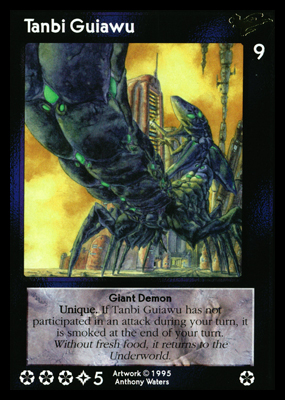 Tanbi Guiawu
9
Giant Demon
Unique. If Tanbi Guiawu has not
participated in an attack during your turn, it
is smoked at the end of your turn.
Without fresh food, it returns to the
Underworld.
5
Artwork © 1995
Anthony Waters